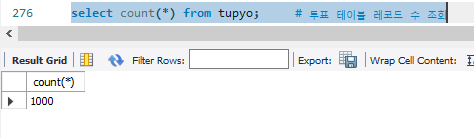 276 select count(*) from tupyo; # 투표 테이블 레코드 수 조회
Result Grid Filter Rows: Export: Wrap Cell Content:
count(*)
1000